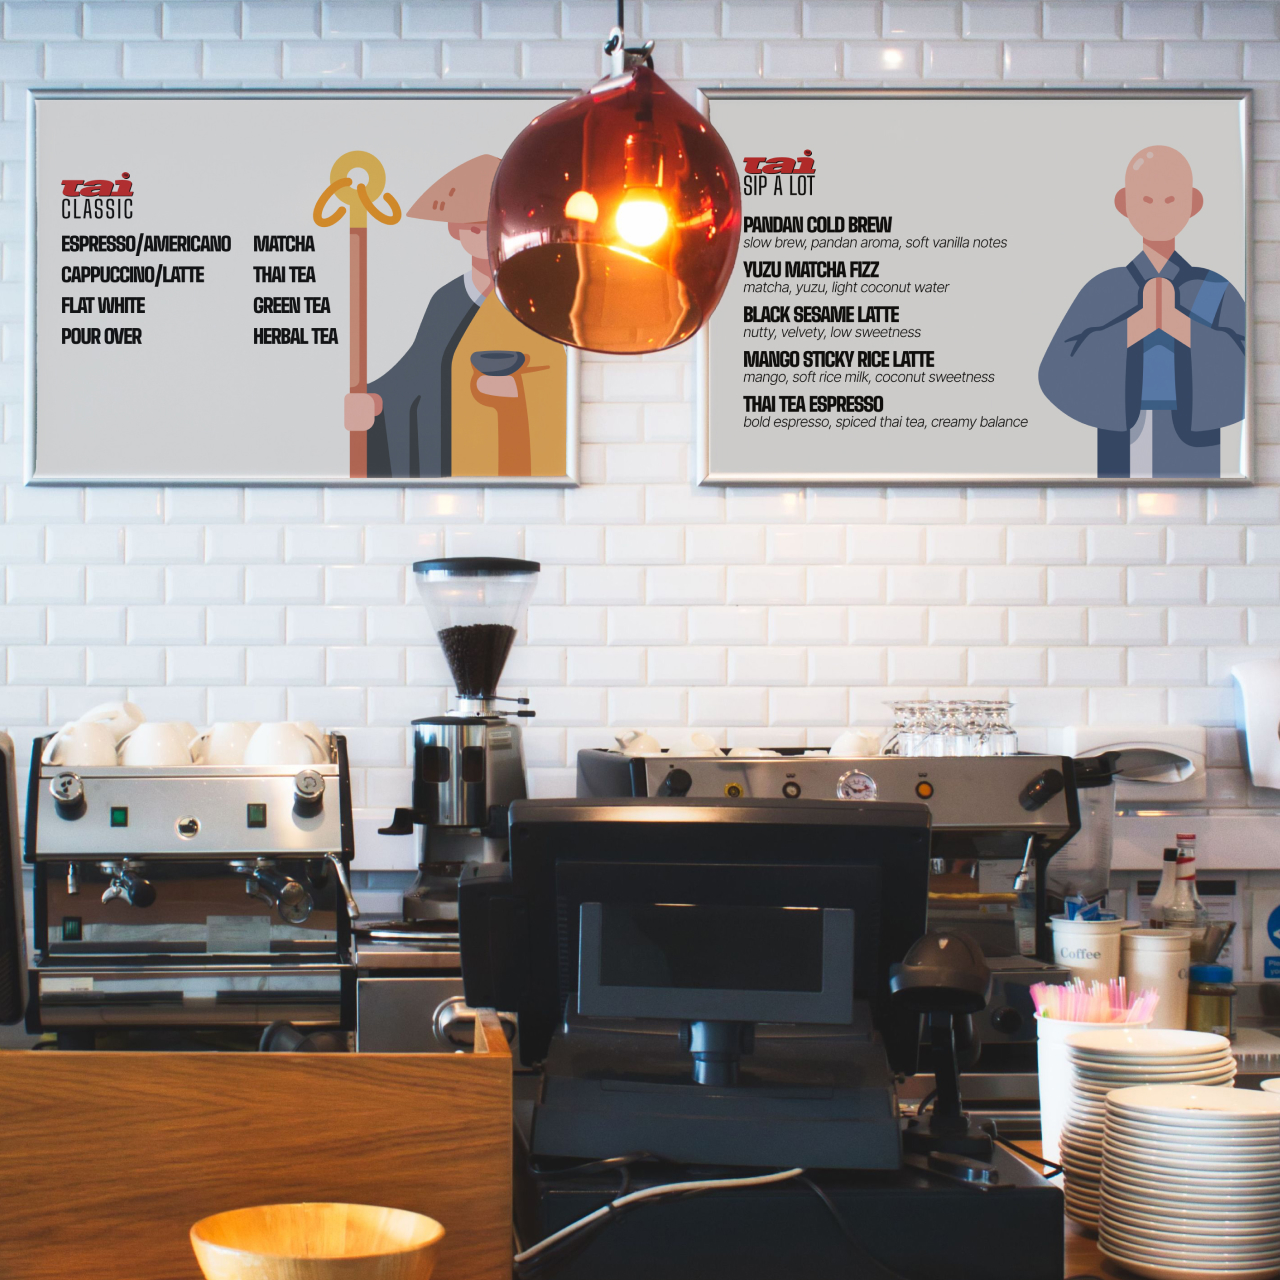 tai
CLASSIC
ESPRESSO/AMERICANO
CAPPUCCINO/LATTE
FLAT WHITE
POUR OVER
MATCHA
THAI TEA
GREEN TEA
HERBAL TEA
tai
SIP A LOT
PANDAN COLD BREW
slow brew, pandan aroma, soft vanilla notes
YUZU MATCHA FIZZ
matcha, yuzu, light coconut water
BLACK SESAME LATTE
nutty, velvety, low sweetness
MANGO STICKY RICE LATTE
mango, soft rice milk, coconut sweetness
THAI TEA ESPRESSO
bold espresso, spiced thai tea, creamy balance
Coffee